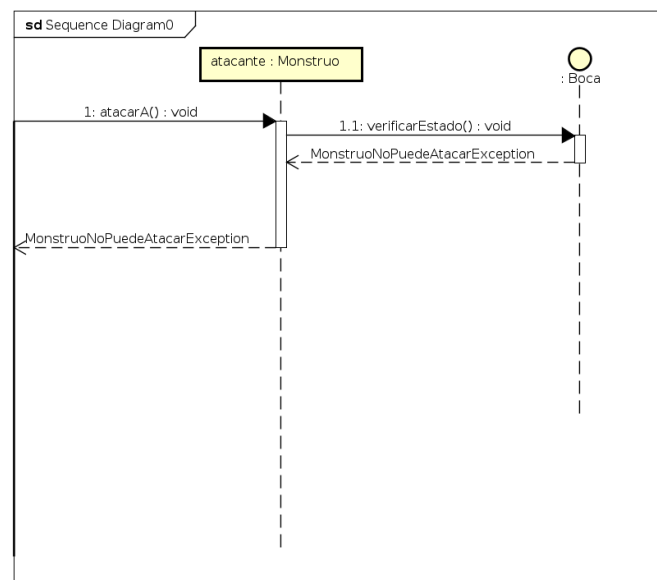 sd Sequence Diagram0
atacante : Monstruo
: Boca
1: atacarA() : void
1.1: verificarEstado() : void
MonstruoNoPuedeAtacarException
MonstruoNoPuedeAtacarException